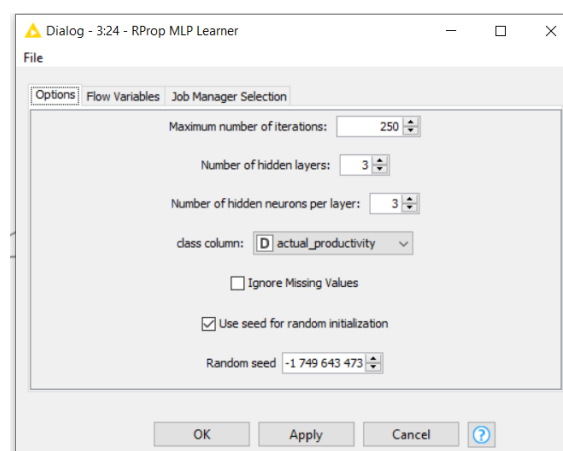 Dialog - 3:24 - RProp MLP Learner
File
Options Flow Variables Job Manager Selection
Maximum number of iterations: 250
Number of hidden layers: 3
Number of hidden neurons per layer: 3
class column: D actual_productivity
Ignore Missing Values
Use seed for random initialization
Random seed -1 749 643 473
OK Apply Cancel ?